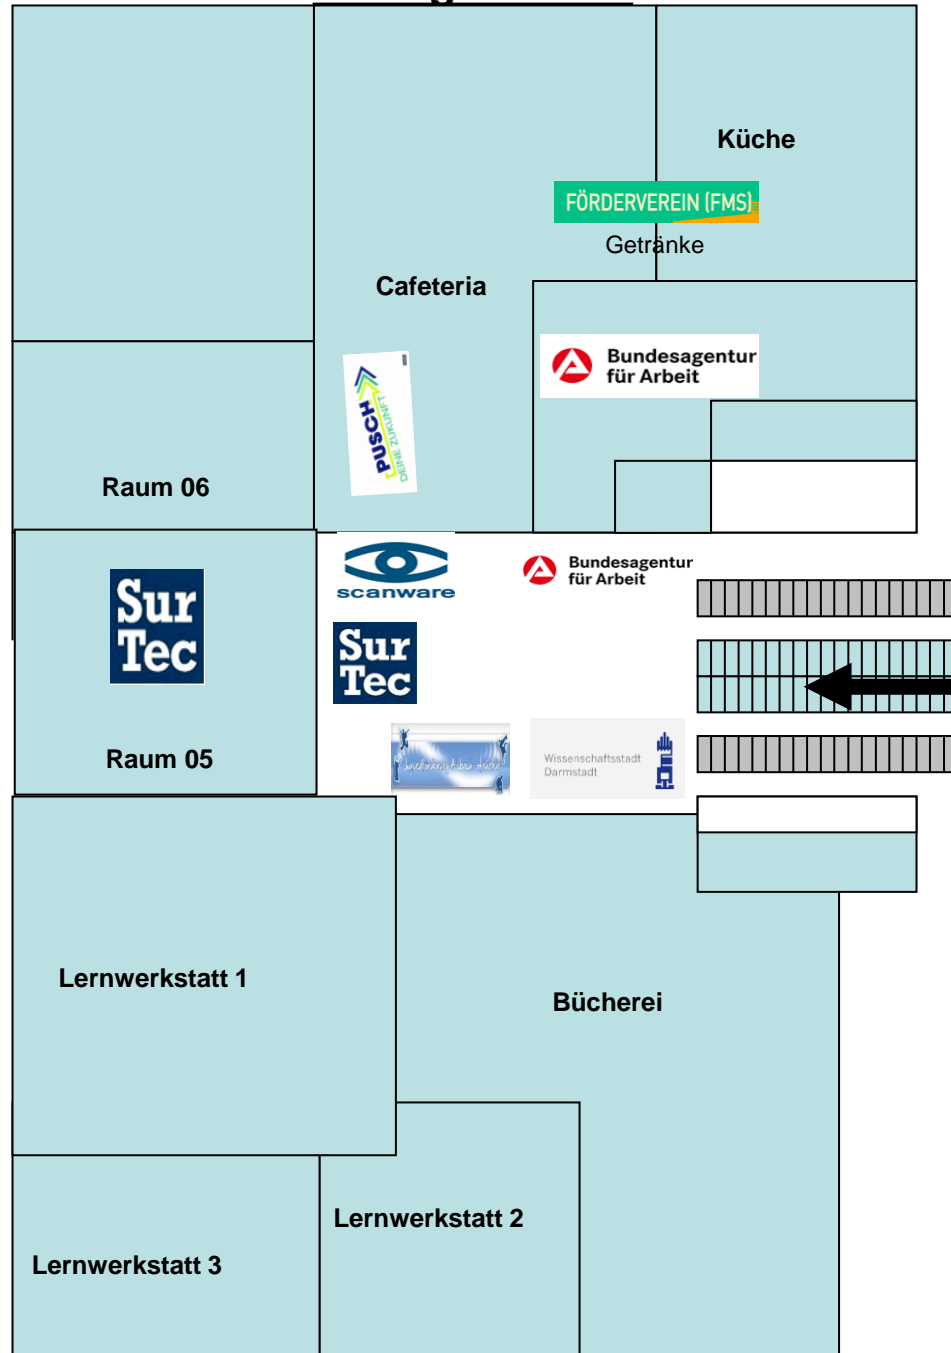 Küche
FÖRDERVEREIN (FMS)
Getränke
Cafeteria
Bundesagentur
für Arbeit
PUSCH
DEINE ZUKUNFT
Raum 06
scanware
Bundesagentur
für Arbeit
Sur
Tec
Sur
Tec
Raum 05
Wissenschaftsstadt
Darmstadt
Lernwerkstatt 1
Bücherei
Lernwerkstatt 2
Lernwerkstatt 3